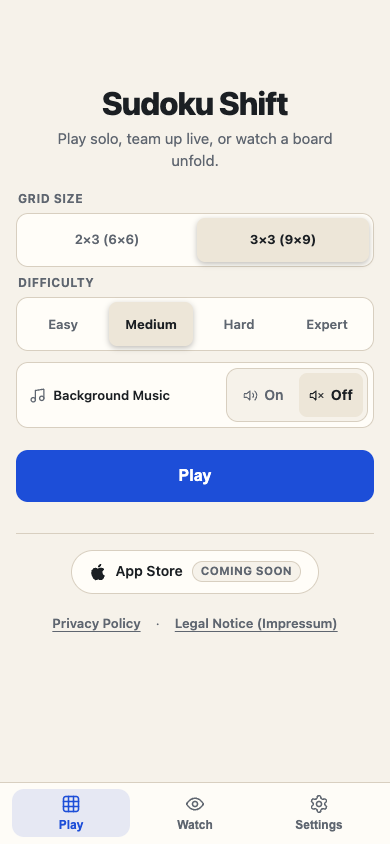 Sudoku Shift
Play solo, team up live, or watch a board
unfold.
GRID SIZE
2×3 (6×6) 3×3 (9×9)
DIFFICULTY
Easy Medium Hard Expert
Background Music On Off
Play
App Store COMING SOON
Privacy Policy · Legal Notice (Impressum)
Play Watch Settings